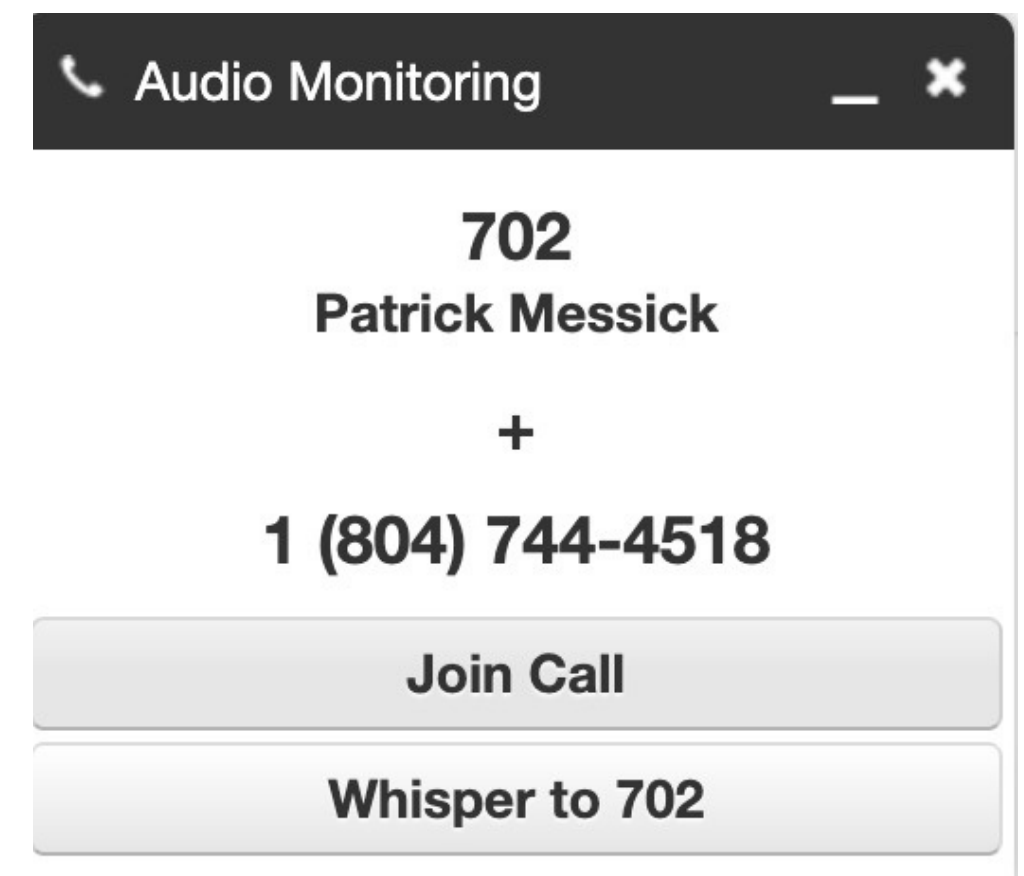 Audio Monitoring
702
Patrick Messick
+
1 (804) 744-4518
Join Call
Whisper to 702